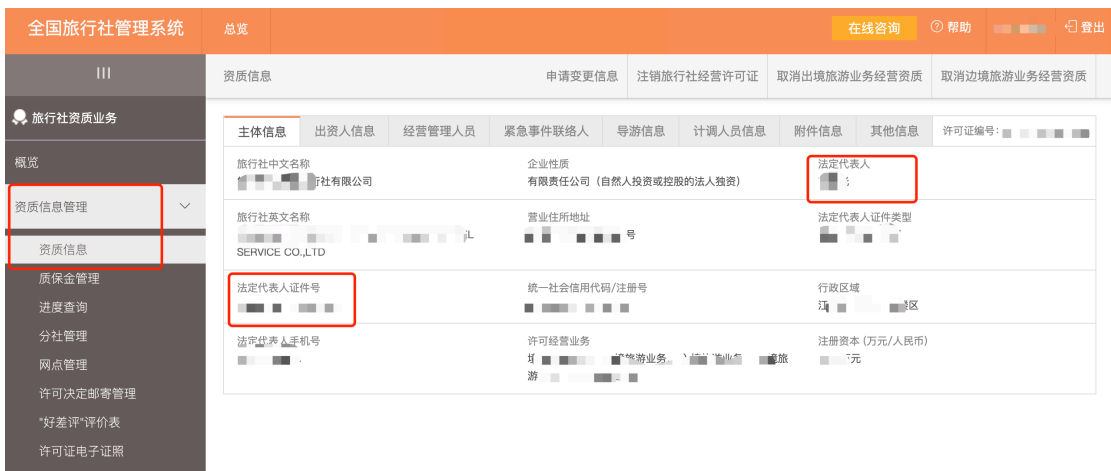 全国旅行社管理系统
总览
在线咨询
帮助
登出
旅行社资质业务
概览
资质信息管理
资质信息
质保金管理
进度查询
分社管理
网点管理
许可决定邮寄管理
"好差评"评价表
许可证电子证照
资质信息
申请变更信息
注销旅行社经营许可证
取消出境旅游业务经营资质
取消边境旅游业务经营资质
主体信息
出资人信息
经营管理人员
紧急事件联络人
导游信息
计调人员信息
附件信息
其他信息
许可证编号:
旅行社中文名称
行社有限公司
企业性质
有限责任公司（自然人投资或控股的法人独资）
法定代表人
旅行社英文名称
SERVICE CO.,LTD
营业住所地址
号
法定代表人证件类型
法定代表人证件号
统一社会信用代码/注册号
行政区域
区
法定代表人手机号
许可经营业务
旅游业务
境旅
游
注册资本 (万元/人民币)
万元